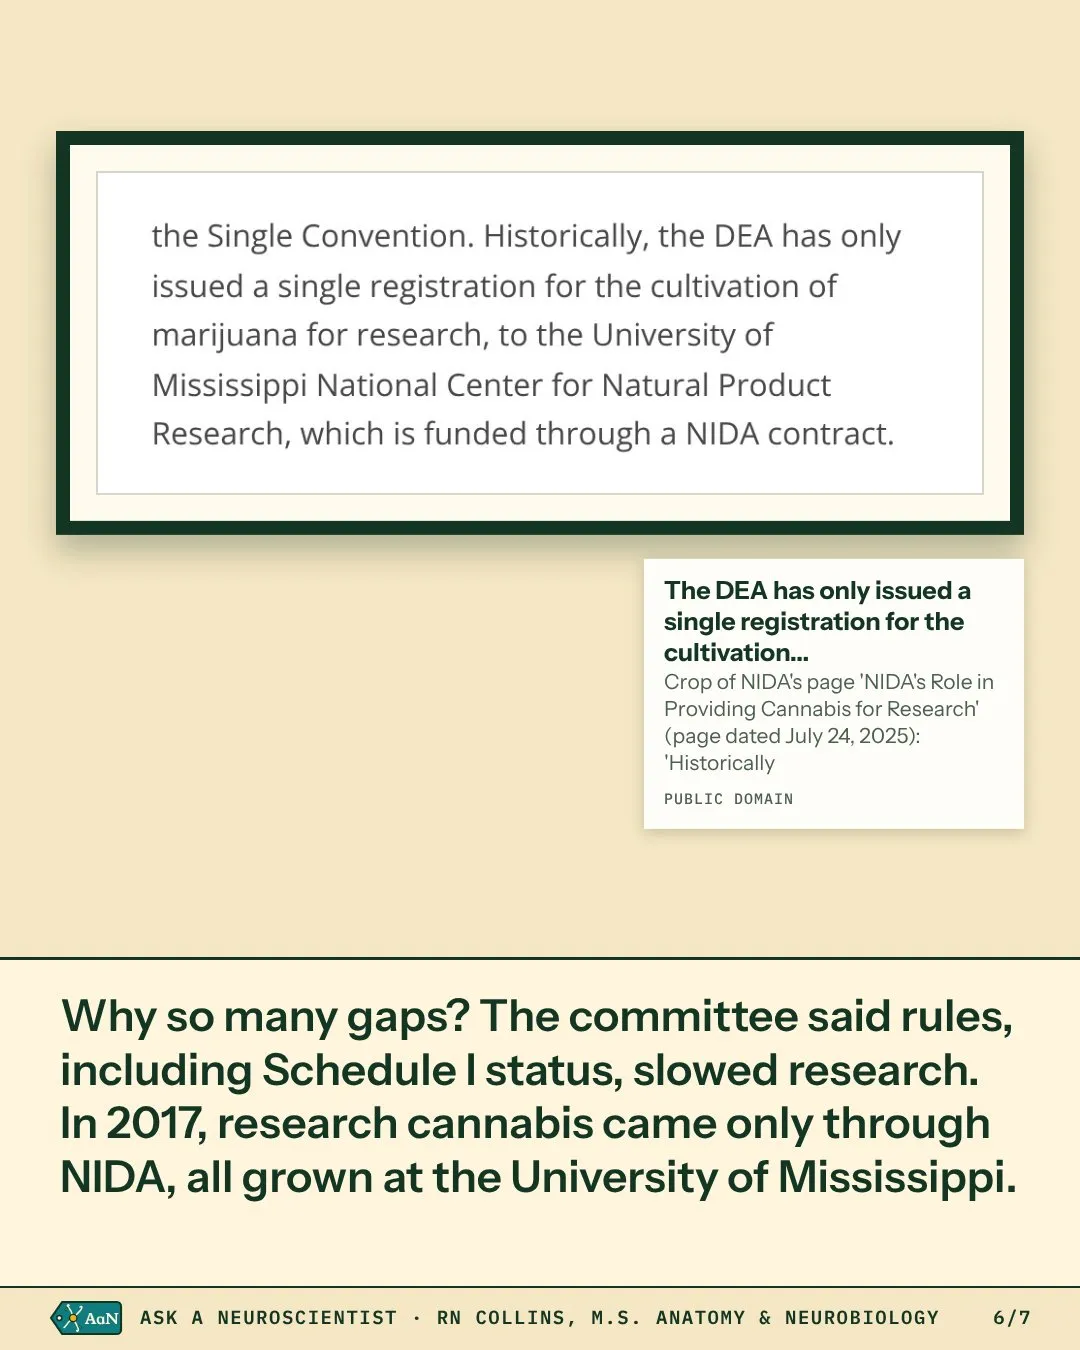 the Single Convention. Historically, the DEA has only
issued a single registration for the cultivation of
marijuana for research, to the University of
Mississippi National Center for Natural Product
Research, which is funded through a NIDA contract.
The DEA has only issued a
single registration for the
cultivation...
Crop of NIDA's page 'NIDA's Role in
Providing Cannabis for Research'
(page dated July 24, 2025):
'Historically
PUBLIC DOMAIN
Why so many gaps? The committee said rules,
including Schedule I status, slowed research.
In 2017, research cannabis came only through
NIDA, all grown at the University of Mississippi.
AaN
ASK A NEUROSCIENTIST · RN COLLINS, M.S. ANATOMY & NEUROBIOLOGY
6/7